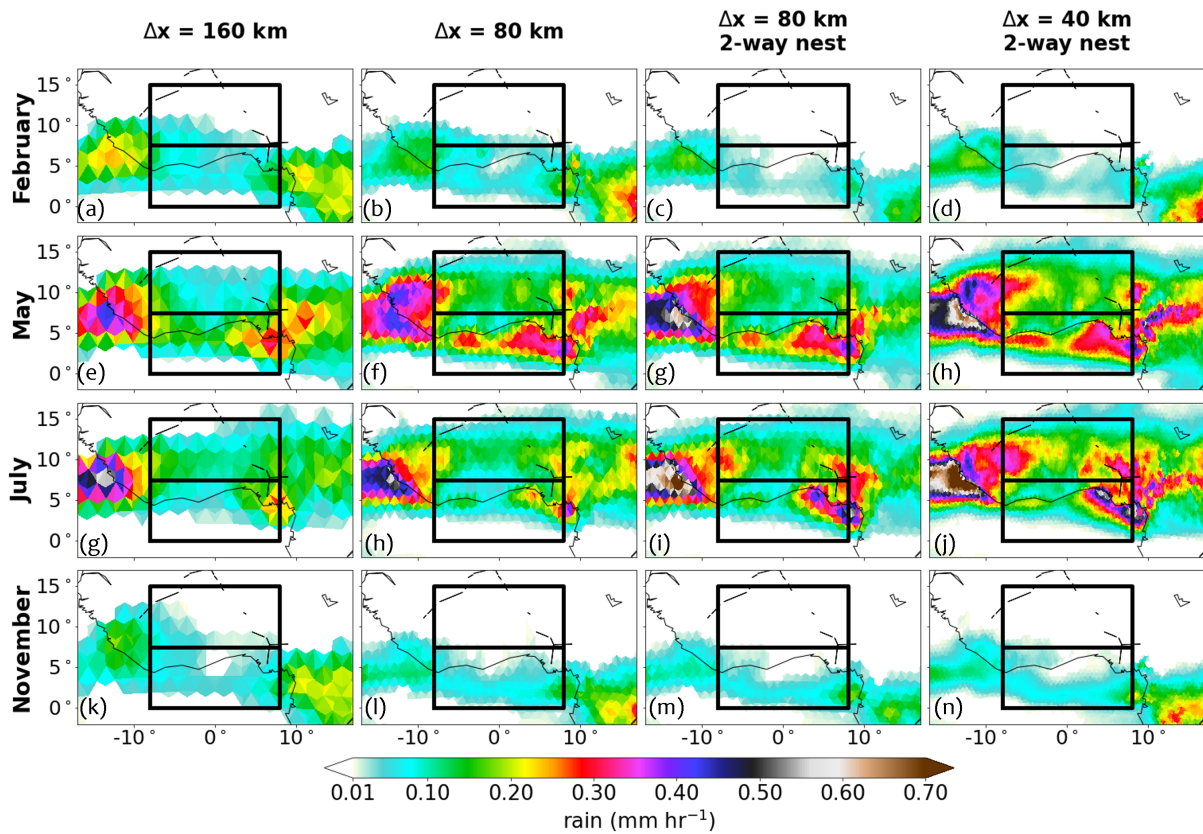 Δx = 160 km
Δx = 80 km
Δx = 80 km
2-way nest
Δx = 40 km
2-way nest
February
15°
10°
5°
0°
(a)
(b)
(c)
(d)
May
15°
10°
5°
0°
(e)
(f)
(g)
(h)
July
15°
10°
5°
0°
(g)
(h)
(i)
(j)
November
15°
10°
5°
0°
(k)
(l)
(m)
(n)
-10° 0° 10°
-10° 0° 10°
-10° 0° 10°
-10° 0° 10°
0.01 0.10 0.20 0.30 0.40 0.50 0.60 0.70
rain (mm hr⁻¹)